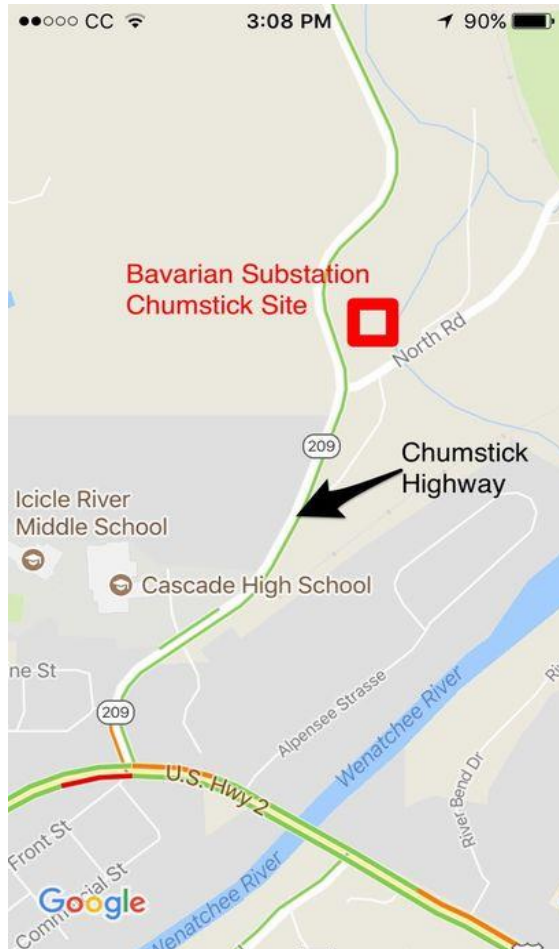 CC 3:08 PM 90%
Bavarian Substation
Chumstick Site
North Rd
209
Chumstick
Highway
Icicle River
Middle School
Cascade High School
ne St
209
Alpensee Strasse
Wenatchee River
Ri
River Bend Dr
U.S. Hwy 2
Front St
Commercial St
Google
Wenatchee River